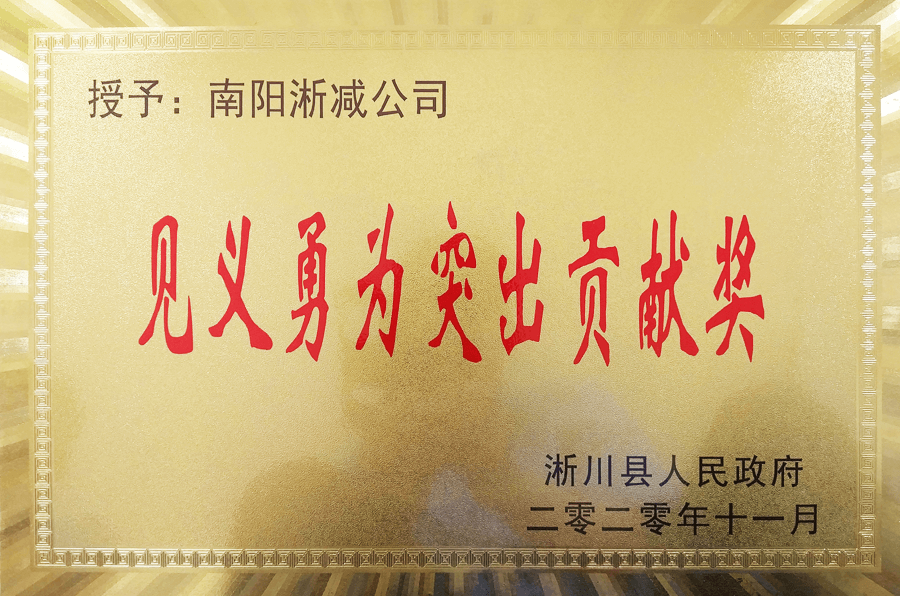 授予：南阳淅减公司
见义勇为突出贡献奖
淅川县人民政府
二零二零年十一月